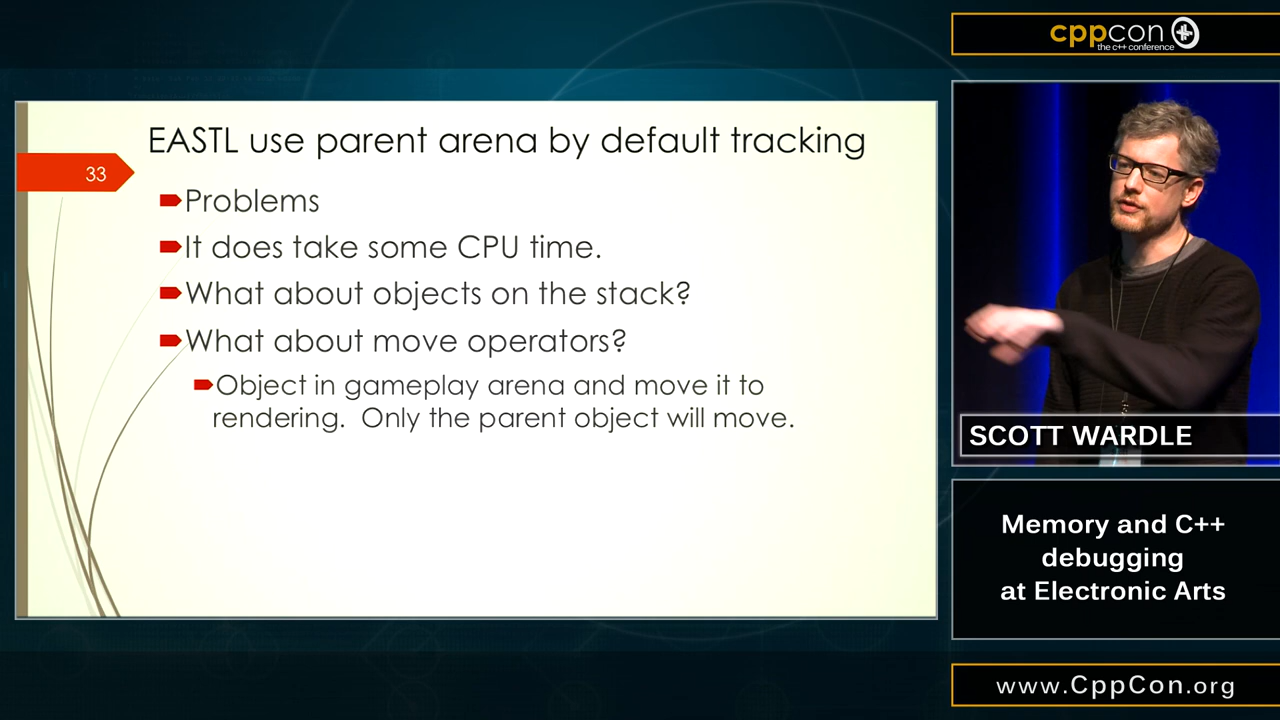 cppcon
the c++ conference
EASTL use parent arena by default tracking
33
Problems
It does take some CPU time.
What about objects on the stack?
What about move operators?
Object in gameplay arena and move it to
rendering.  Only the parent object will move.
SCOTT WARDLE
Memory and C++
debugging
at Electronic Arts
www.CppCon.org